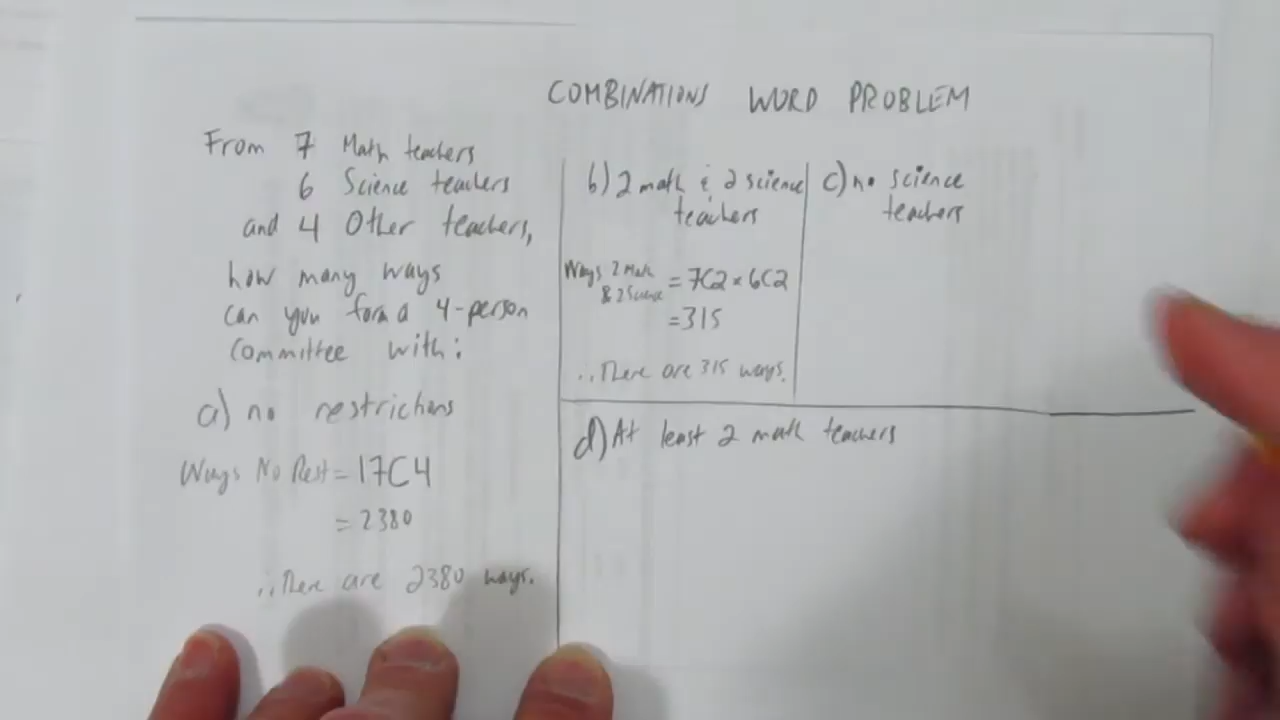 COMBINATIONS WORD PROBLEM
From 7 Math teachers
6 Science teachers
and 4 Other teachers,
how many ways
can you form a 4-person
committee with:
a) no restrictions
Ways No Rest = 17C4
= 2380
∴ There are 2380 ways.
b) 2 math & 2 science
teachers
Ways 2 Math
& 2 Science = 7C2 × 6C2
= 315
∴ There are 315 ways.
c) no science
teachers
d) At least 2 math teachers